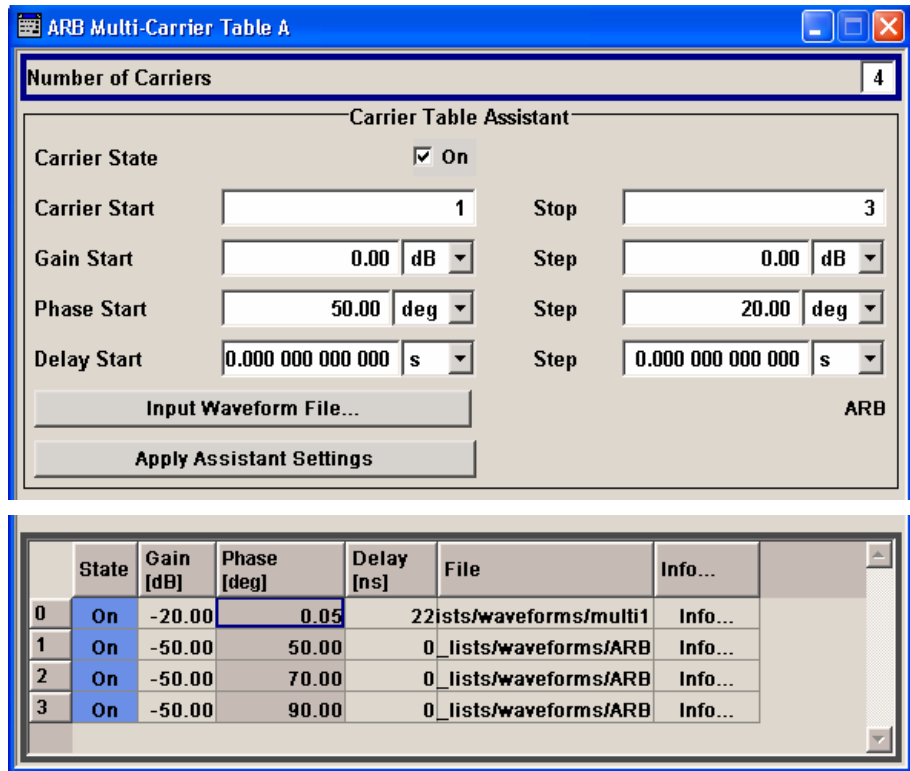 ARB Multi-Carrier Table A
Number of Carriers 4
Carrier Table Assistant
Carrier State On
Carrier Start 1 Stop 3
Gain Start 0.00 dB Step 0.00 dB
Phase Start 50.00 deg Step 20.00 deg
Delay Start 0.000 000 000 000 s Step 0.000 000 000 000 s
Input Waveform File... ARB
Apply Assistant Settings
State Gain [dB] Phase [deg] Delay [ns] File Info...
0 On -20.00 0.05 22 ists/waveforms/multi1 Info...
1 On -50.00 50.00 0 _lists/waveforms/ARB Info...
2 On -50.00 70.00 0 _lists/waveforms/ARB Info...
3 On -50.00 90.00 0 _lists/waveforms/ARB Info...